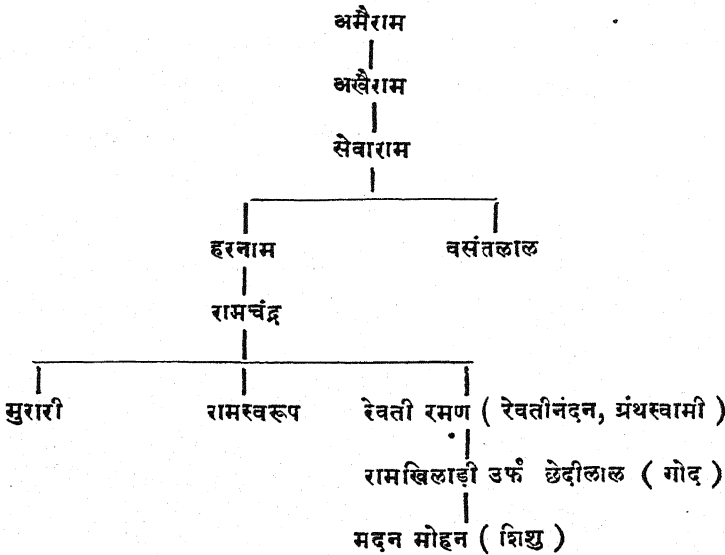 अमैराम
अखैराम
सेवाराम
हरनाम वसंतलाल
रामचंद्र
मुरारी रामस्वरूप रेवती रमण ( रेवतीनंदन, ग्रंथस्वामी )
रामखिलाड़ी उर्फ छेदीलाल ( गोद )
मदन मोहन ( शिशु )